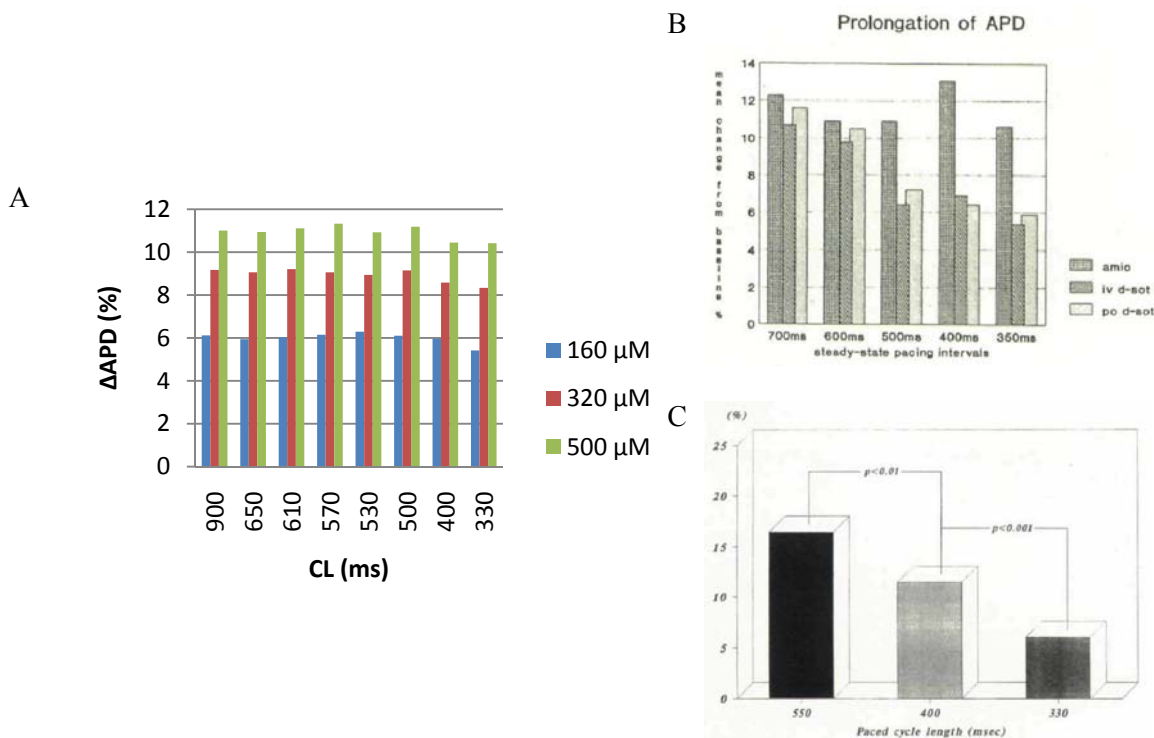 A
ΔAPD (%)
12
10
8
6
4
2
0
900
650
610
570
530
500
400
330
CL (ms)
160 µM
320 µM
500 µM
B
Prolongation of APD
mean change from baseline %
14
12
10
8
6
4
2
0
700ms
600ms
500ms
400ms
350ms
steady-state pacing intervals
amio
iv d-sot
po d-sot
C
(%)
25
20
15
10
5
0
p<0.01
p<0.001
550
400
330
Paced cycle length (msec)